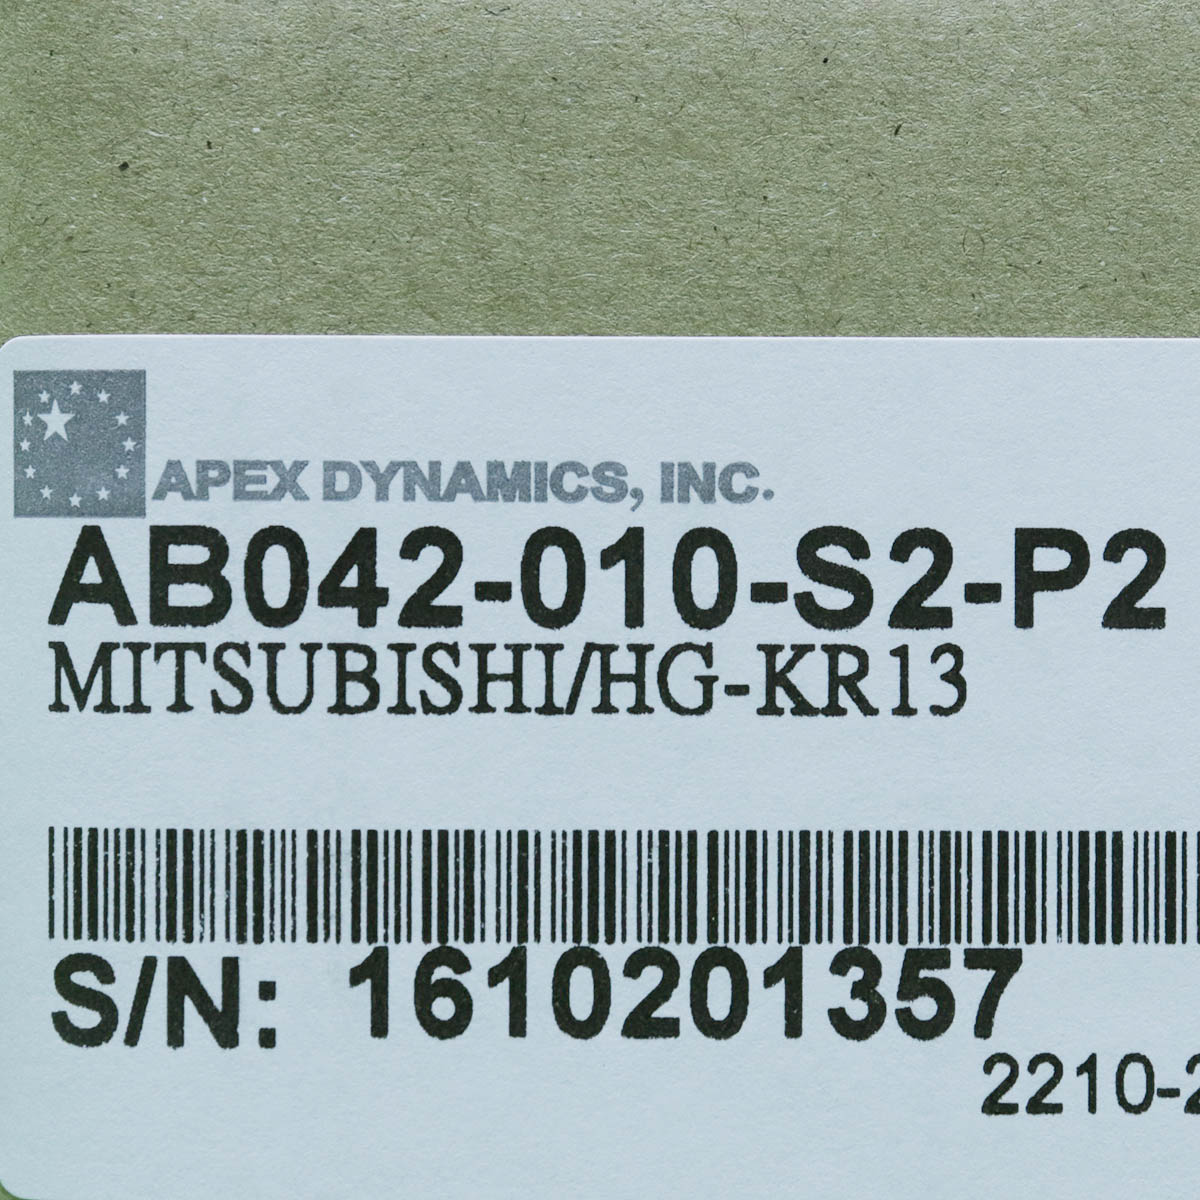 APEX DYNAMICS, INC.
AB042-010-S2-P2
MITSUBISHI/HG-KR13
S/N: 1610201357
2210-2